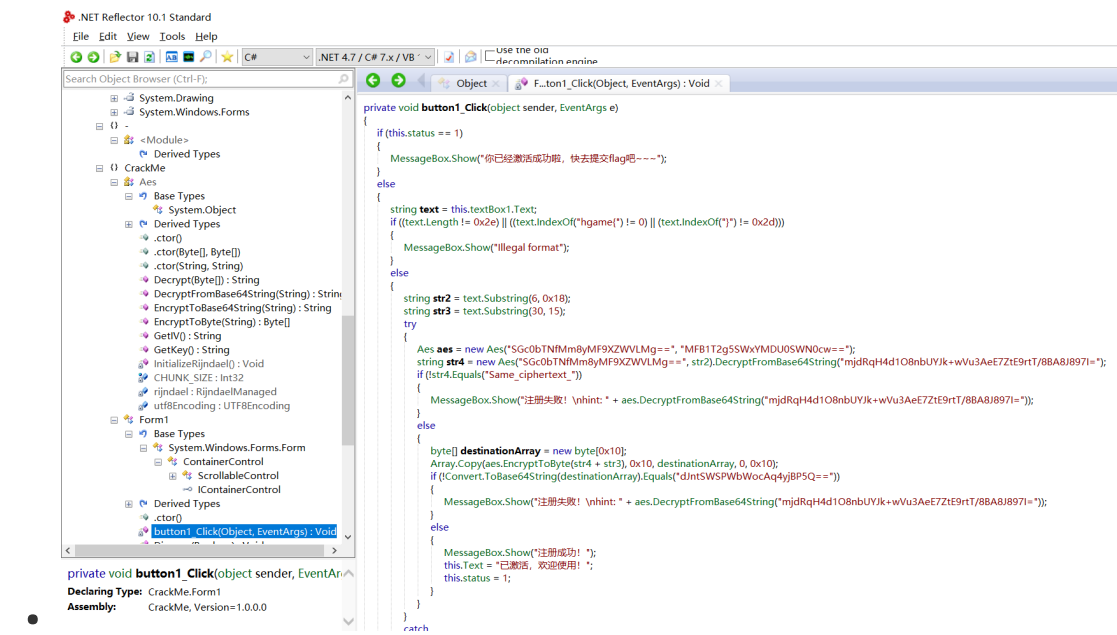 .NET Reflector 10.1 Standard
File Edit View Tools Help
C# .NET 4.7 / C# 7.x / VB Use the old decompilation engine
Search Object Browser (Ctrl-F);
Object
F...ton1_Click(Object, EventArgs) : Void
System.Drawing
System.Windows.Forms
{} -
<Module>
Derived Types
{} CrackMe
Aes
Base Types
System.Object
Derived Types
.ctor()
.ctor(Byte[], Byte[])
.ctor(String, String)
Decrypt(Byte[]) : String
DecryptFromBase64String(String) : String
EncryptToBase64String(String) : String
EncryptToByte(String) : Byte[]
GetIV() : String
GetKey() : String
InitializeRijndael() : Void
CHUNK_SIZE : Int32
rijndael : RijndaelManaged
utf8Encoding : UTF8Encoding
Form1
Base Types
System.Windows.Forms.Form
ContainerControl
ScrollableControl
IContainerControl
Derived Types
.ctor()
button1_Click(Object, EventArgs) : Void
private void button1_Click(object sender, EventAr
Declaring Type: CrackMe.Form1
Assembly: CrackMe, Version=1.0.0.0
private void button1_Click(object sender, EventArgs e)
{
if (this.status == 1)
{
MessageBox.Show("你已经激活成功啦，快去提交flag吧~~~");
}
else
{
string text = this.textBox1.Text;
if ((text.Length != 0x2e) || ((text.IndexOf("hgame{") != 0) || (text.IndexOf("}") != 0x2d)))
{
MessageBox.Show("Illegal format");
}
else
{
string str2 = text.Substring(6, 0x18);
string str3 = text.Substring(30, 15);
try
{
Aes aes = new Aes("SGc0bTNfMm8yMF9XZWVLMg==", "MFB1T2g5SWxYMDU0SWN0cw==");
string str4 = new Aes("SGc0bTNfMm8yMF9XZWVLMg==", str2).DecryptFromBase64String("mjdRqH4d1O8nbUYJk+wVu3AeE7ZtE9rtT/8BA8J897I=");
if (!str4.Equals("Same_ciphertext_"))
{
MessageBox.Show("注册失败！\nhint: " + aes.DecryptFromBase64String("mjdRqH4d1O8nbUYJk+wVu3AeE7ZtE9rtT/8BA8J897I="));
}
else
{
byte[] destinationArray = new byte[0x10];
Array.Copy(aes.EncryptToByte(str4 + str3), 0x10, destinationArray, 0, 0x10);
if (!Convert.ToBase64String(destinationArray).Equals("dJntSWSPWbWocAq4yjBP5Q=="))
{
MessageBox.Show("注册失败！\nhint: " + aes.DecryptFromBase64String("mjdRqH4d1O8nbUYJk+wVu3AeE7ZtE9rtT/8BA8J897I="));
}
else
{
MessageBox.Show("注册成功！");
this.Text = "已激活，欢迎使用！";
this.status = 1;
}
}
}
catch